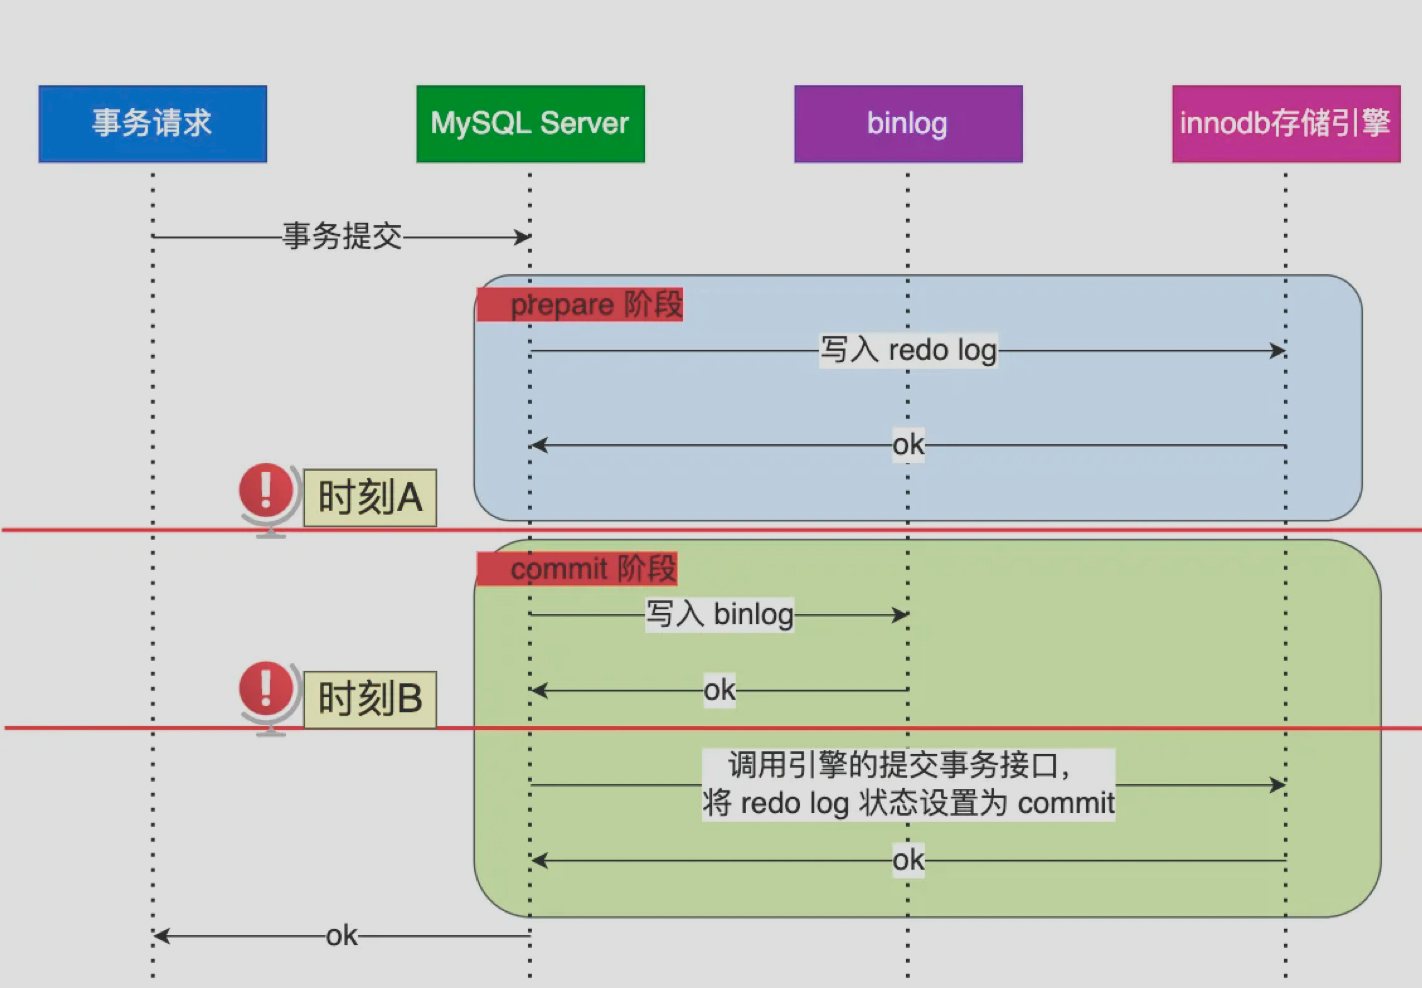 事务请求
MySQL Server
binlog
innodb存储引擎
事务提交
prepare 阶段
写入 redo log
ok
时刻A
commit 阶段
写入 binlog
ok
时刻B
调用引擎的提交事务接口，
将 redo log 状态设置为 commit
ok
ok